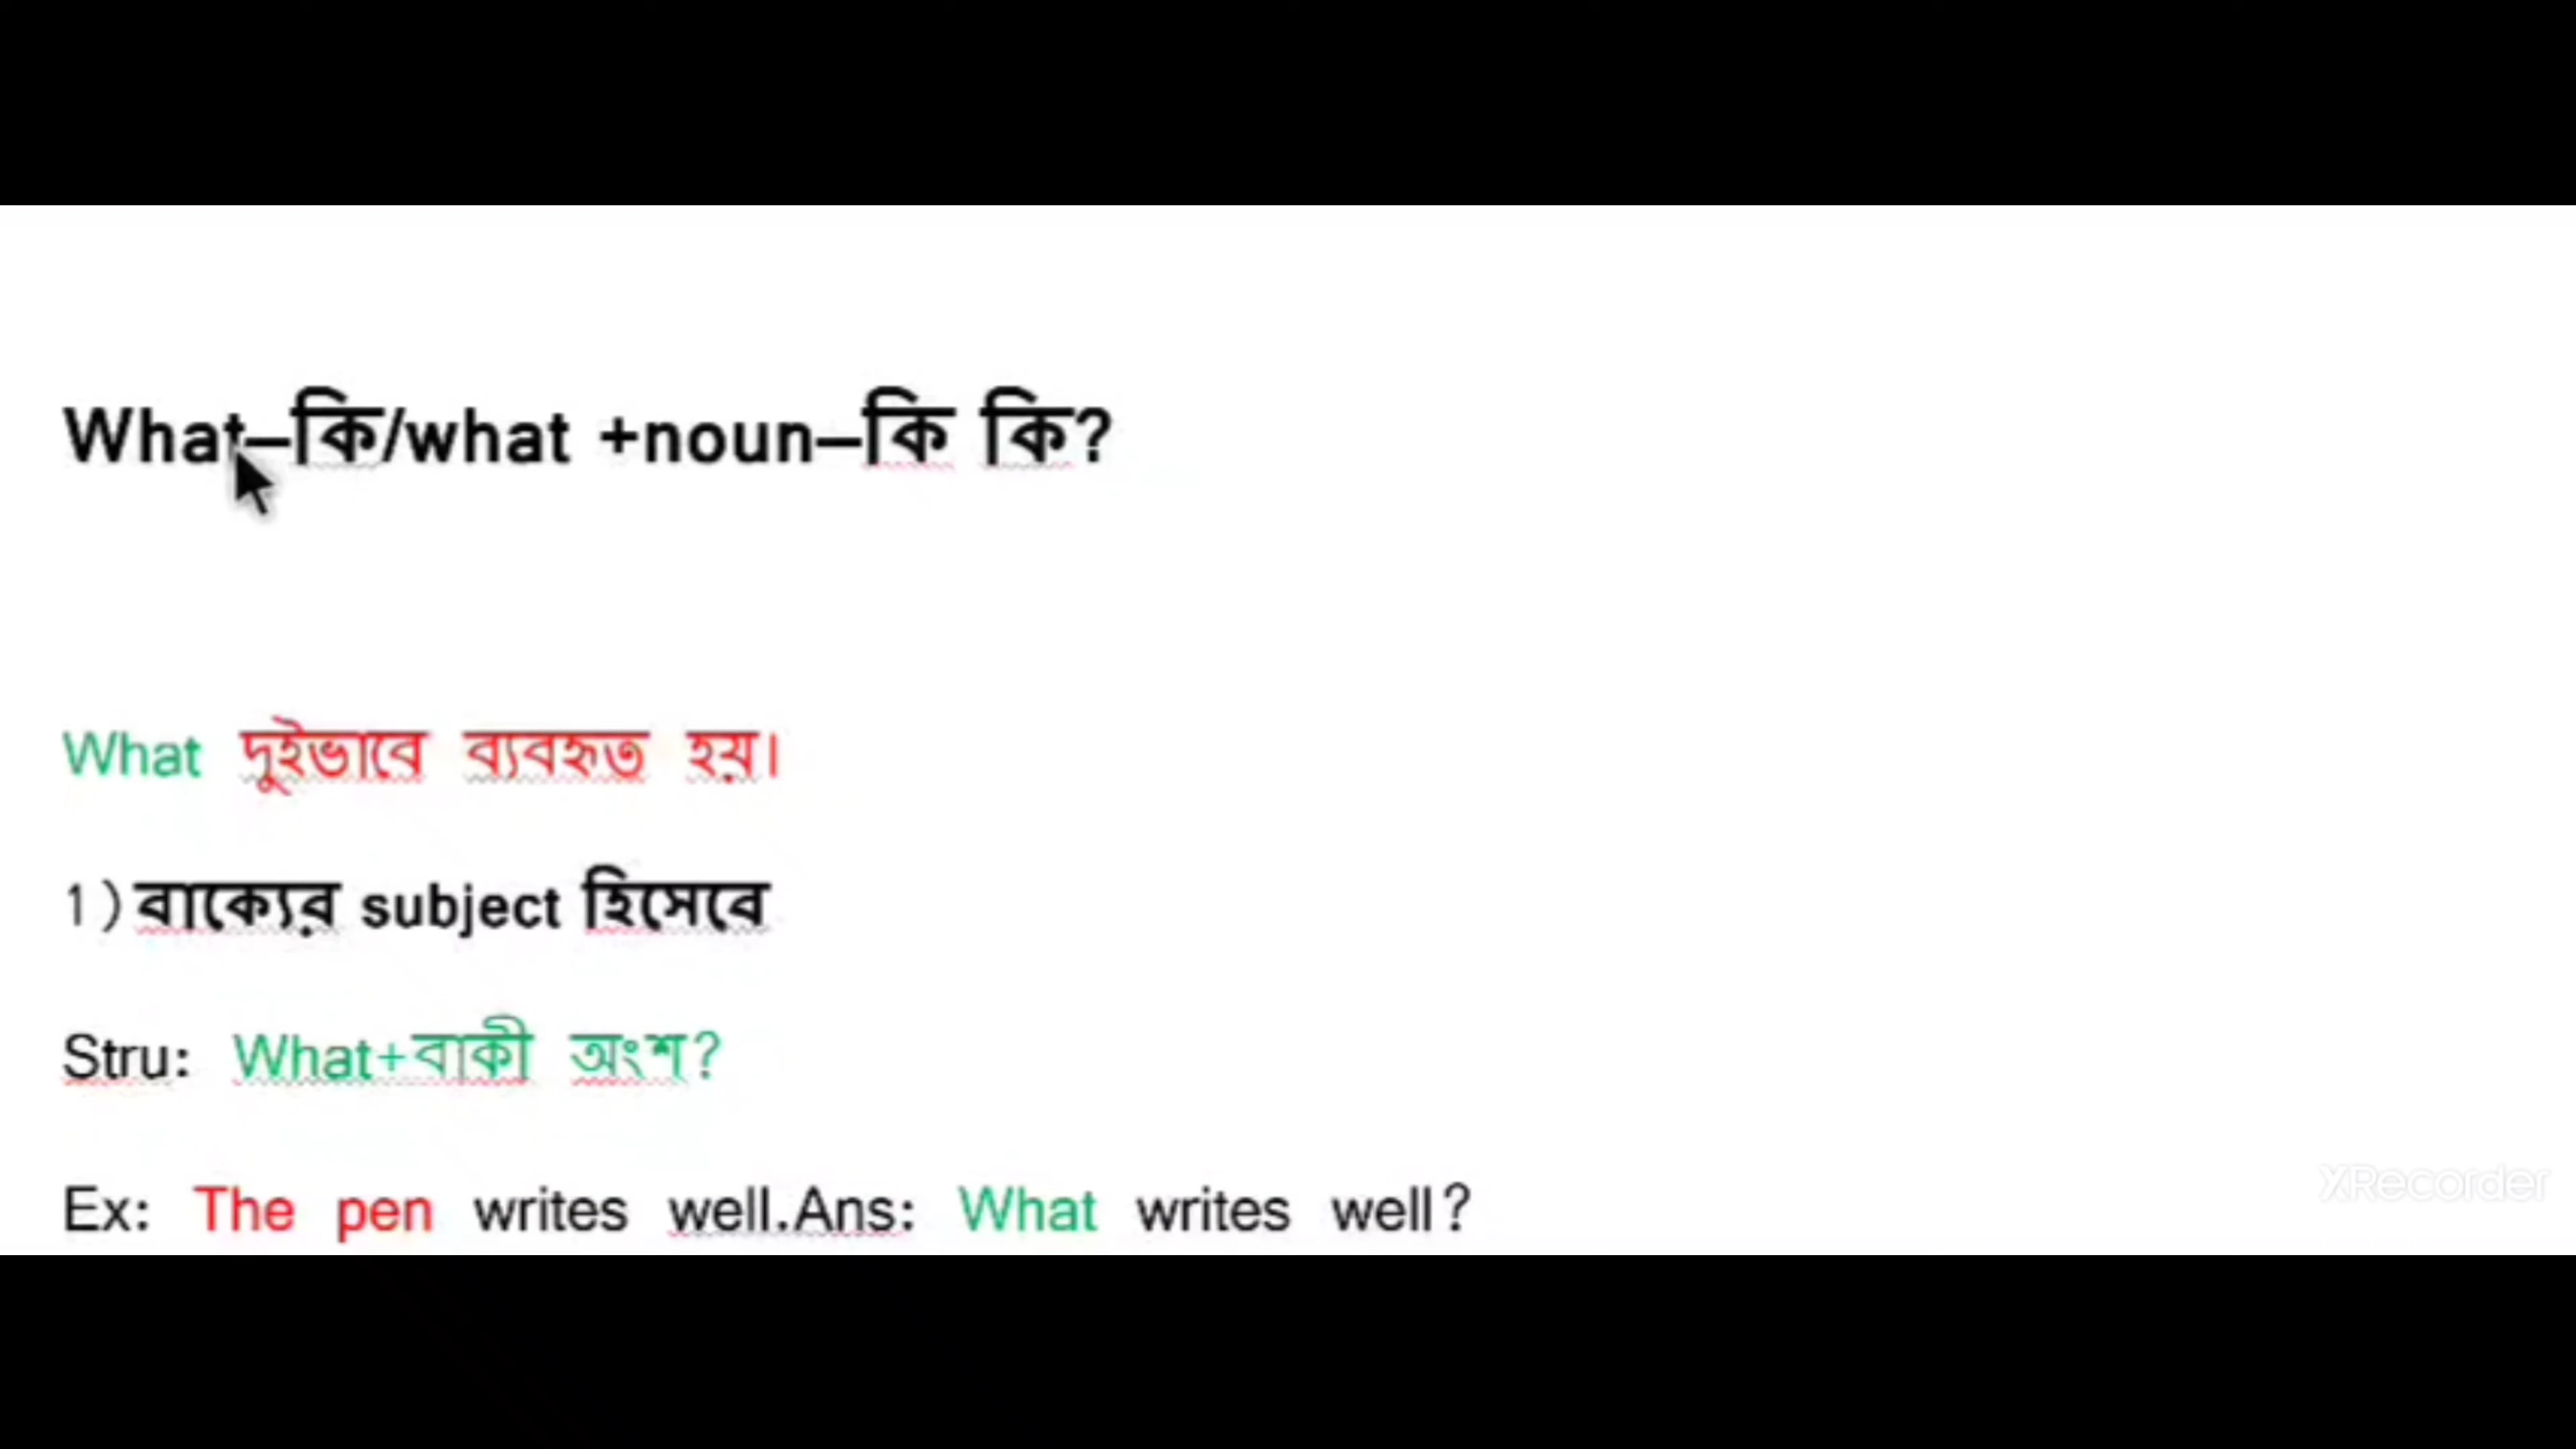 What–কি/what +noun–কি কি?
What দুইভাবে ব্যবহৃত হয়।
1)বাক্যের subject হিসেবে
Stru: What+বাকী অংশ?
XRecorder
Ex: The pen writes well.Ans: What writes well?